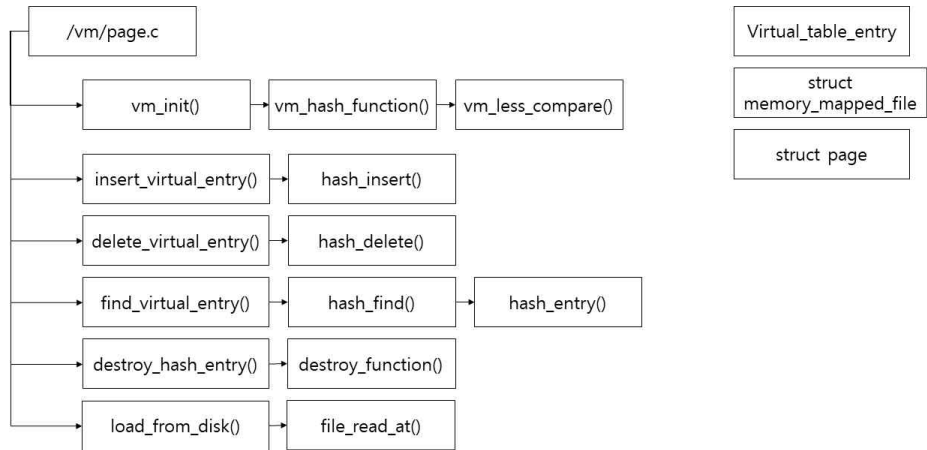 /vm/page.c
Virtual_table_entry
struct
memory_mapped_file
vm_init()
vm_hash_function()
vm_less_compare()
struct page
insert_virtual_entry()
hash_insert()
delete_virtual_entry()
hash_delete()
find_virtual_entry()
hash_find()
hash_entry()
destroy_hash_entry()
destroy_function()
load_from_disk()
file_read_at()